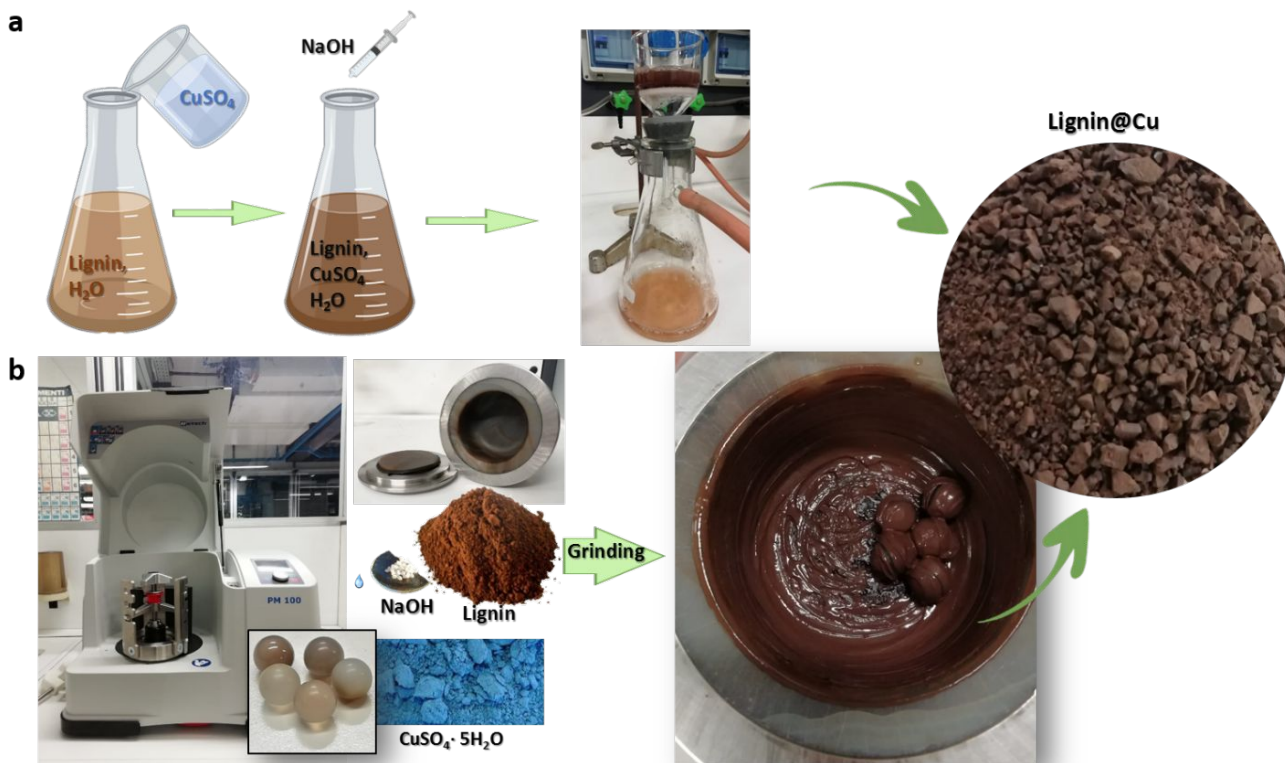 a
NaOH
CuSO₄
Lignin,
H₂O
Lignin,
CuSO₄
H₂O
Lignin@Cu
b
PM 100
NaOH
Lignin
Grinding
CuSO₄· 5H₂O